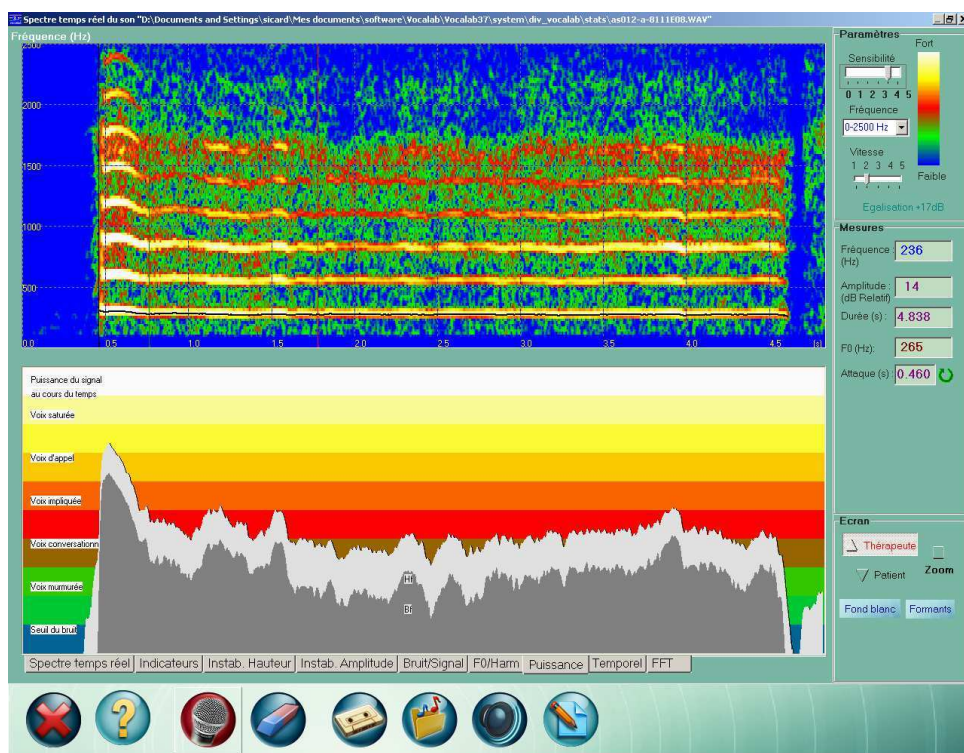 Spectre temps réel du son "D:\Documents and Settings\sicard\Mes documents\software\Vocalab\Vocalab37\system\div_vocalab\stats\as012-a-8111E08.WAV"
Fréquence (Hz)
2500
2000
1500
1000
500
0.0 0.5 1.0 1.5 2.0 2.5 3.0 3.5 4.0 4.5 (s)
Puissance du signal
au cours du temps
Voix saturée
Voix d'appel
Voix impliquée
Voix conversationn
Voix murmurée
Seuil du bruit
Hf
Bf
Spectre temps réel Indicateurs Instab. Hauteur Instab. Amplitude Bruit/Signal F0/Harm Puissance Temporel FFT
Paramètres
Fort
Sensibilité
0 1 2 3 4 5
Fréquence
0-2500 Hz
Vitesse
1 2 3 4 5
Faible
Egalisation +17dB
Mesures
Fréquence :
(Hz)
236
Amplitude :
(dB Relatif)
14
Durée (s) : 4.838
F0 (Hz): 265
Attaque (s) : 0.460
Ecran
Thérapeute
Patient
Zoom
Fond blanc Formants